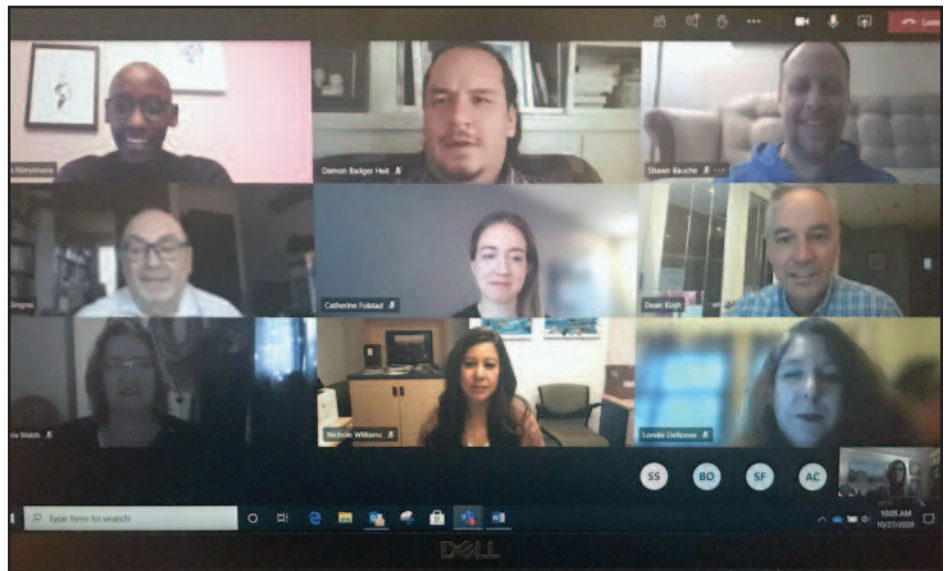 Damon Badger Heit
Shawn Bauche
Catherine Folstad
Dean Kush
Walsh
Nichole Williams
Lorelie DeRoose
SS BO SF AC
Type here to search
10:05 AM
10/27/2020
DELL